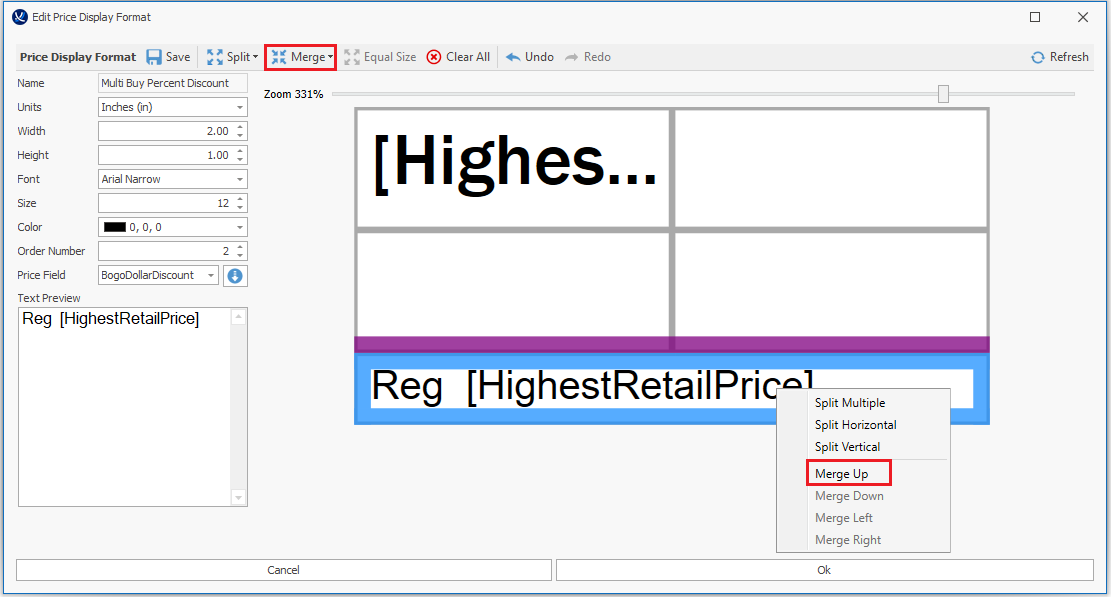 Edit Price Display Format
Price Display Format Save Split Merge Equal Size Clear All Undo Redo Refresh
Name Multi Buy Percent Discount
Zoom 331%
Units Inches (in)
Width 2.00
Height 1.00
Font Arial Narrow
Size 12
Color 0, 0, 0
Order Number 2
Price Field BogoDollarDiscount
Text Preview
Reg [HighestRetailPrice]
[Highes...
Reg [HighestRetailPrice]
Split Multiple
Split Horizontal
Split Vertical
Merge Up
Merge Down
Merge Left
Merge Right
Cancel Ok